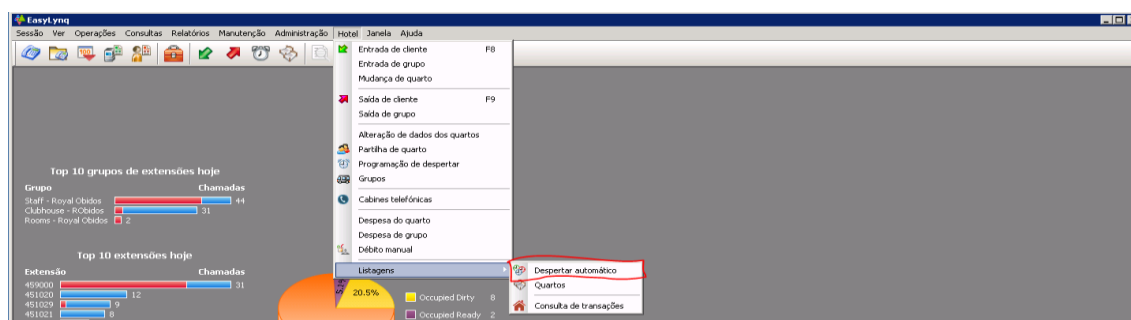 EasyLynq
Sessão Ver Operações Consultas Relatórios Manutenção Administração Hotel Janela Ajuda
Entrada de cliente F8
Entrada de grupo
Mudança de quarto
Saída de cliente F9
Saída de grupo
Alteração de dados dos quartos
Partilha de quarto
Programação de despertar
Grupos
Cabines telefónicas
Despesa do quarto
Despesa de grupo
Débito manual
Listagens
Despertar automático
Quartos
Consulta de transações
Top 10 grupos de extensões hoje
Grupo Chamadas
Staff - Royal Obidos 44
Clubhouse - RObidos 31
Rooms - Royal Obidos 2
Top 10 extensões hoje
Extensão Chamadas
459000 31
451020 12
451029 9
451021 8
20.5%
Occupied Dirty 8
Occupied Ready 2